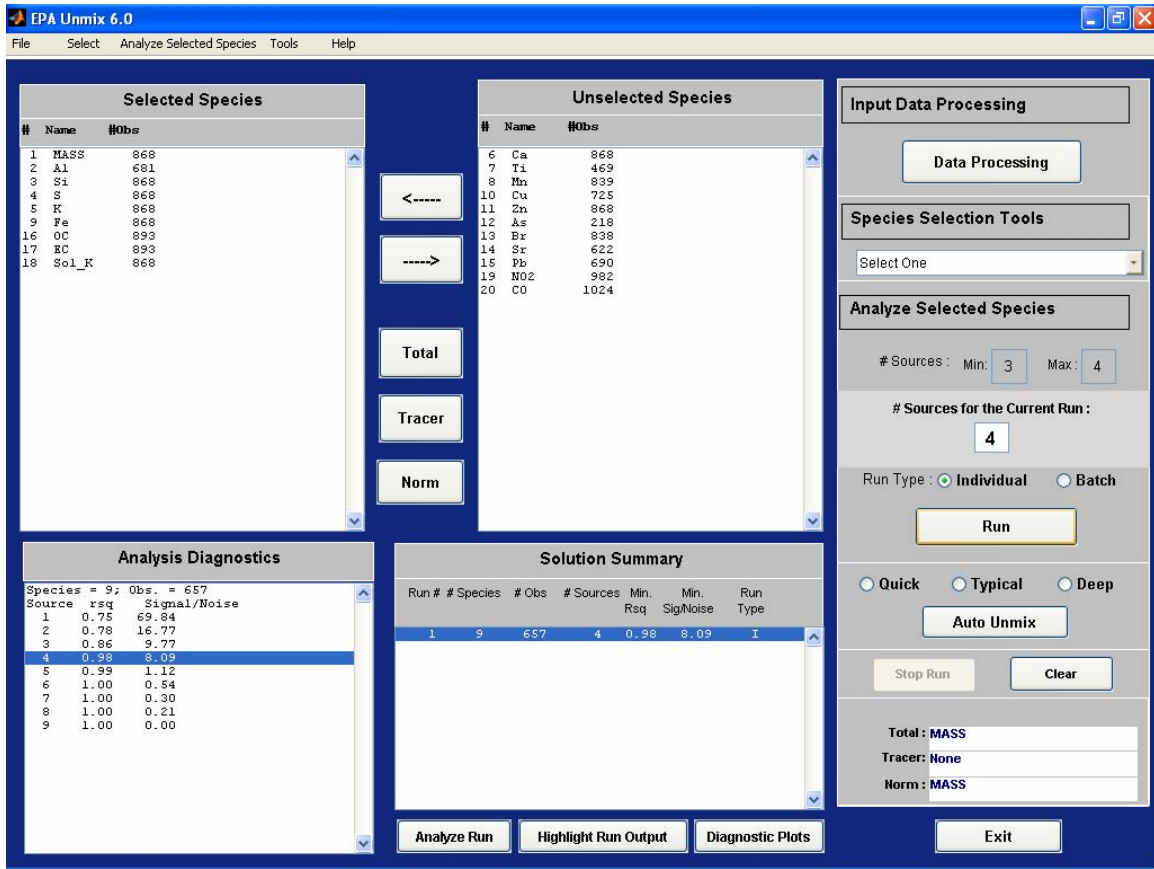 EPA Unmix 6.0
File Select Analyze Selected Species Tools Help
Selected Species
# Name #Obs
1 MASS 868
2 Al 681
3 Si 868
4 S 868
5 K 868
9 Fe 868
16 OC 893
17 EC 893
18 Sol_K 868
<-----
----->
Total
Tracer
Norm
Unselected Species
# Name #Obs
6 Ca 868
7 Ti 469
8 Mn 839
10 Cu 725
11 Zn 868
12 As 218
13 Br 838
14 Sr 622
15 Pb 690
19 NO2 982
20 CO 1024
Input Data Processing
Data Processing
Species Selection Tools
Select One
Analyze Selected Species
# Sources : Min: 3 Max : 4
# Sources for the Current Run :
4
Run Type : Individual Batch
Run
Quick Typical Deep
Auto Unmix
Stop Run Clear
Total : MASS
Tracer: None
Norm : MASS
Exit
Analysis Diagnostics
Species = 9; Obs. = 657
Source rsq Signal/Noise
1 0.75 69.84
2 0.78 16.77
3 0.86 9.77
4 0.98 8.09
5 0.99 1.12
6 1.00 0.54
7 1.00 0.30
8 1.00 0.21
9 1.00 0.00
Solution Summary
Run # # Species # Obs # Sources Min. Min. Run
Rsq Sig/Noise Type
1 9 657 4 0.98 8.09 I
Analyze Run Highlight Run Output Diagnostic Plots